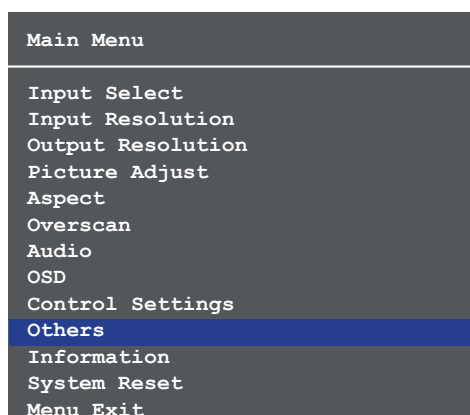 Main Menu
Input Select
Input Resolution
Output Resolution
Picture Adjust
Aspect
Overscan
Audio
OSD
Control Settings
Others
Information
System Reset
Menu Exit